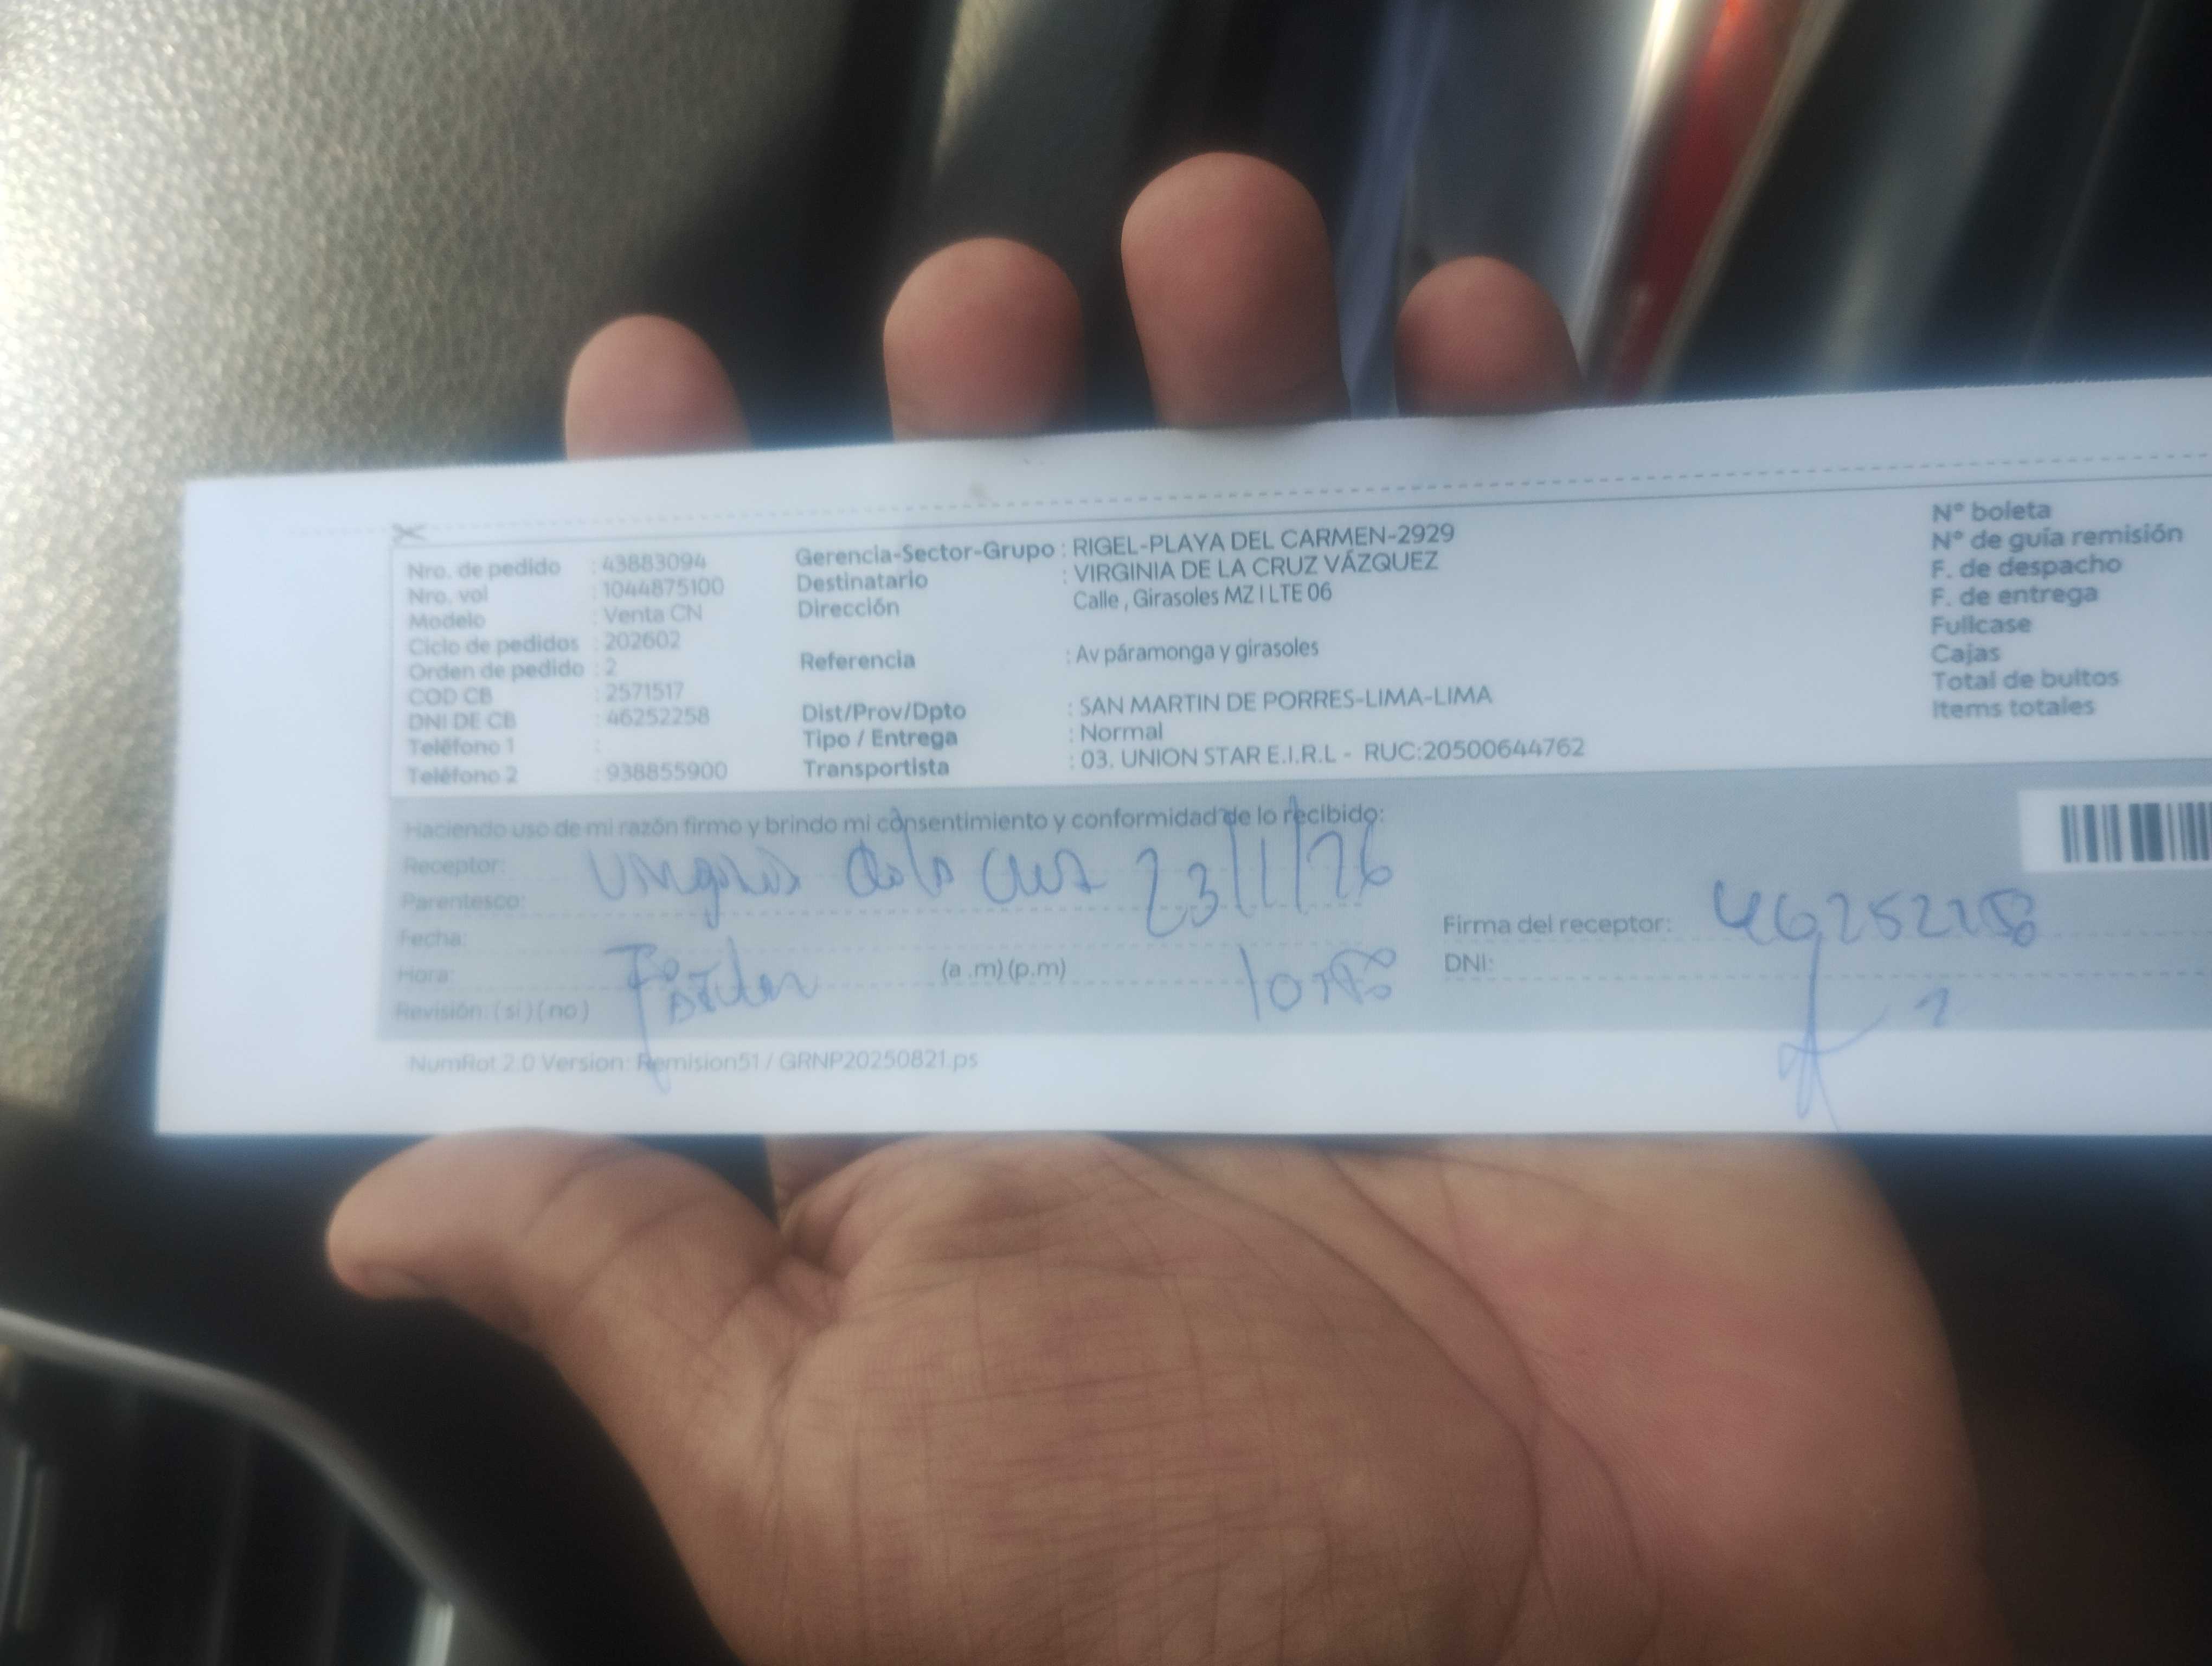 Nro. de pedido : 43883094
Nro. vol : 1044875100
Modelo : Venta CN
Ciclo de pedidos : 202602
Orden de pedido : 2
COD CB : 2571517
DNI DE CB : 46252258
Teléfono 1 :
Teléfono 2 : 938855900
Gerencia-Sector-Grupo : RIGEL-PLAYA DEL CARMEN-2929
Destinatario : VIRGINIA DE LA CRUZ VÁZQUEZ
Dirección Calle , Girasoles MZ I LTE 06
Referencia : Av páramonga y girasoles
Dist/Prov/Dpto : SAN MARTIN DE PORRES-LIMA-LIMA
Tipo / Entrega : Normal
Transportista : 03. UNION STAR E.I.R.L - RUC:20500644762
N° boleta
N° de guía remisión
F. de despacho
F. de entrega
Fullcase
Cajas
Total de bultos
Items totales
Haciendo uso de mi razón firmo y brindo mi consentimiento y conformidad de lo recibido:
Receptor: de la 23/1/26
Parentesco:
Fecha:
Hora: (a .m) (p.m)
Revisión: ( si ) ( no )
Firma del receptor: 46252258
DNI:
NumRot 2.0 Version: Remision51 / GRNP20250821.ps